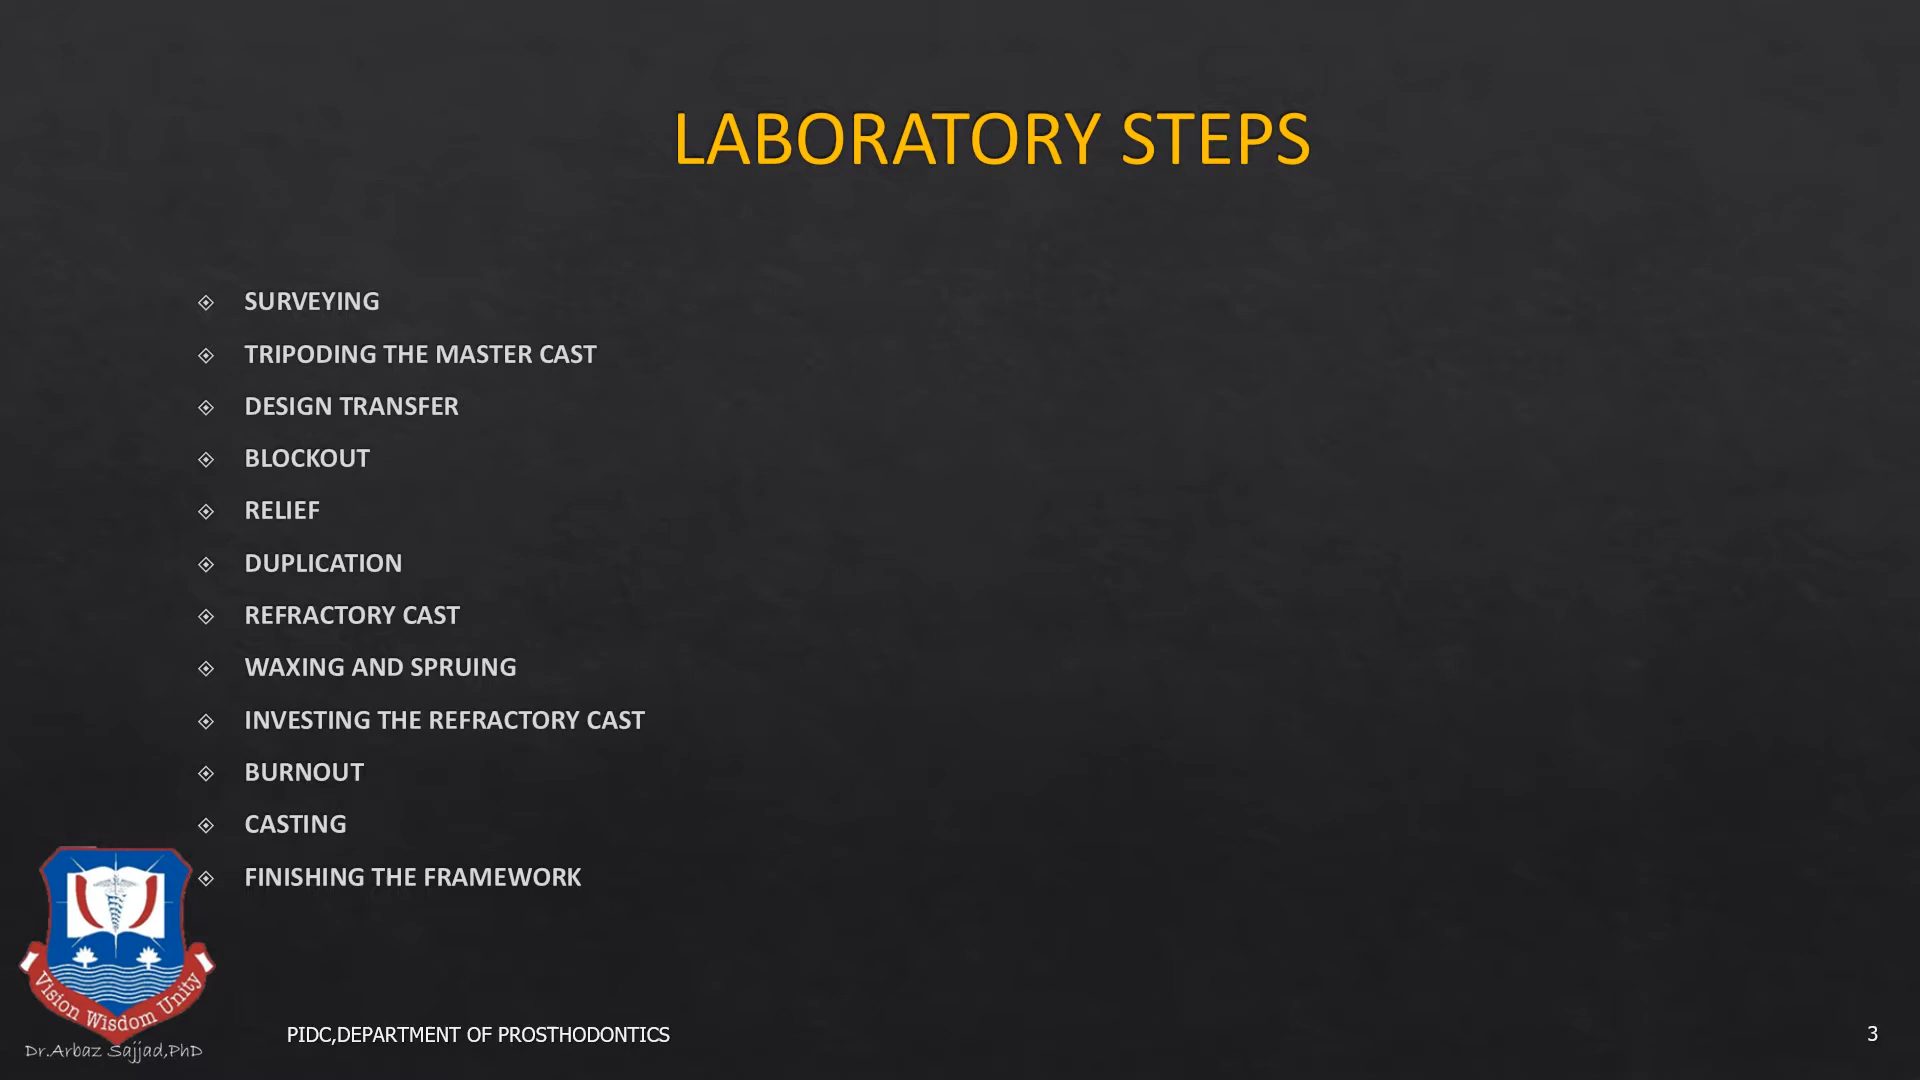 LABORATORY STEPS
SURVEYING
TRIPODING THE MASTER CAST
DESIGN TRANSFER
BLOCKOUT
RELIEF
DUPLICATION
REFRACTORY CAST
WAXING AND SPRUING
INVESTING THE REFRACTORY CAST
BURNOUT
CASTING
FINISHING THE FRAMEWORK
Vision Wisdom Unity
Dr.Arbaz Sajjad,PhD
PIDC,DEPARTMENT OF PROSTHODONTICS
3